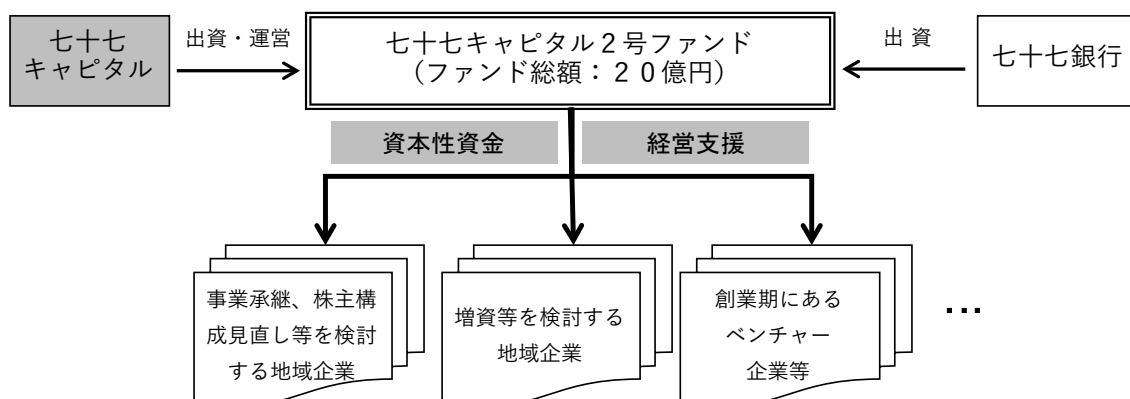 七十七
キャピタル
出資・運営
七十七キャピタル２号ファンド
（ファンド総額：２０億円）
出 資
七十七銀行
資本性資金
経営支援
事業承継、株主構
成見直し等を検討
する地域企業
増資等を検討する
地域企業
創業期にある
ベンチャー
企業等
…